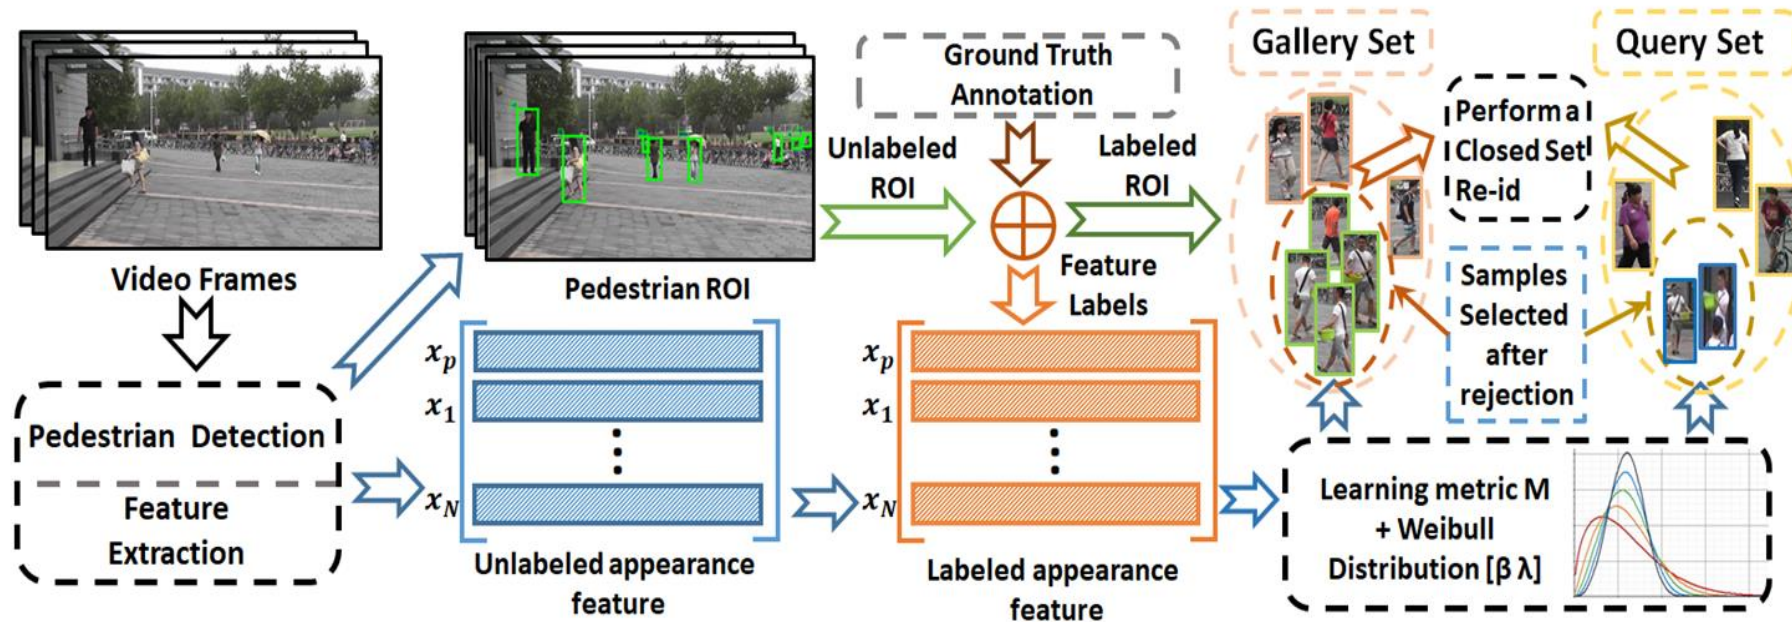 Video Frames
Pedestrian Detection
Feature
Extraction
Pedestrian ROI
x_p
x_1
x_N
Unlabeled appearance
feature
Ground Truth
Annotation
Unlabeled
ROI
Labeled
ROI
Feature
Labels
x_p
x_1
x_N
Labeled appearance
feature
Gallery Set
Query Set
Perform a
Closed Set
Re-id
Samples
Selected
after
rejection
Learning metric M
+ Weibull
Distribution [β λ]